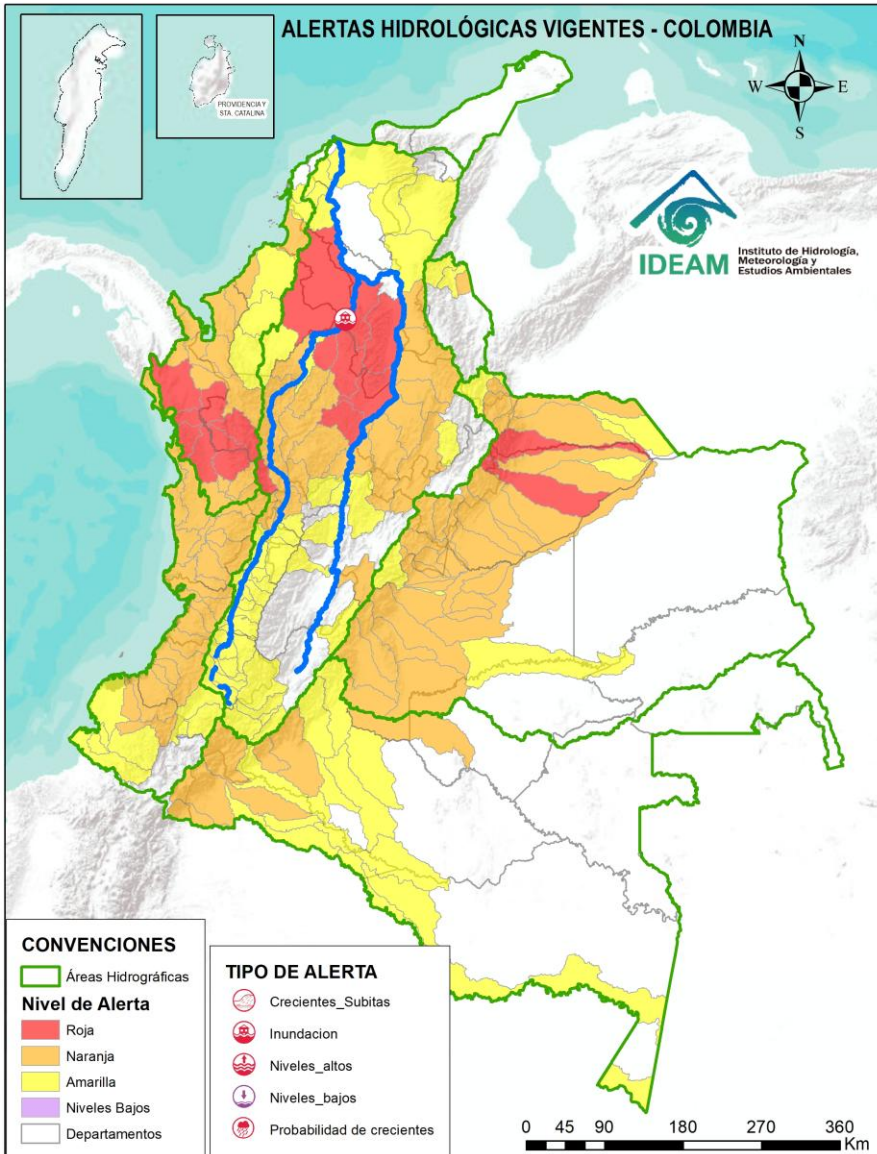 ALERTAS HIDROLÓGICAS VIGENTES - COLOMBIA
PROVIDENCIA Y
STA. CATALINA
N
W
E
S
IDEAM
Instituto de Hidrología,
Meteorología y
Estudios Ambientales
CONVENCIONES
Áreas Hidrográficas
Nivel de Alerta
Roja
Naranja
Amarilla
Niveles Bajos
Departamentos
TIPO DE ALERTA
Crecientes_Subitas
Inundacion
Niveles_altos
Niveles_bajos
Probabilidad de crecientes
0 45 90 180 270 360
Km